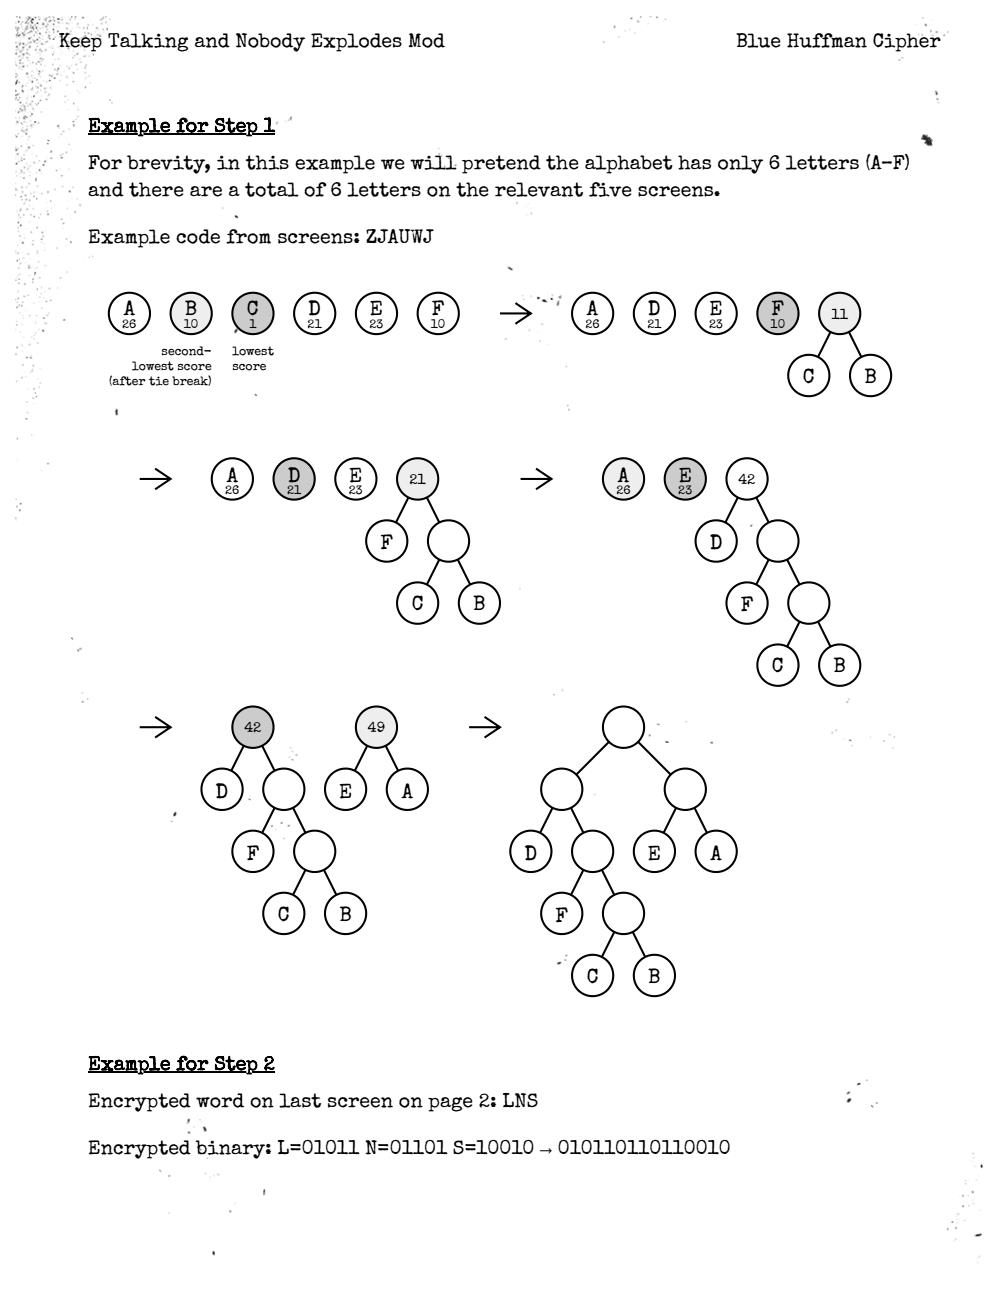 Keep Talking and Nobody Explodes Mod Blue Huffman Cipher
Example for Step 1
For brevity, in this example we will pretend the alphabet has only 6 letters (A-F)
and there are a total of 6 letters on the relevant five screens.
Example code from screens: ZJAUWJ
A B C D E F → A D E F 11
26 10 1 21 23 10 26 21 23 10
second- lowest
lowest score score
(after tie break)
C B
→ A D E 21 → A E 42
26 21 23 26 23
F D
C B F
C B
→ 42 49 →
D E A
F D E A
C B F
C B
Example for Step 2
Encrypted word on last screen on page 2: LNS
Encrypted binary: L=01011 N=01101 S=10010 → 010110110110010